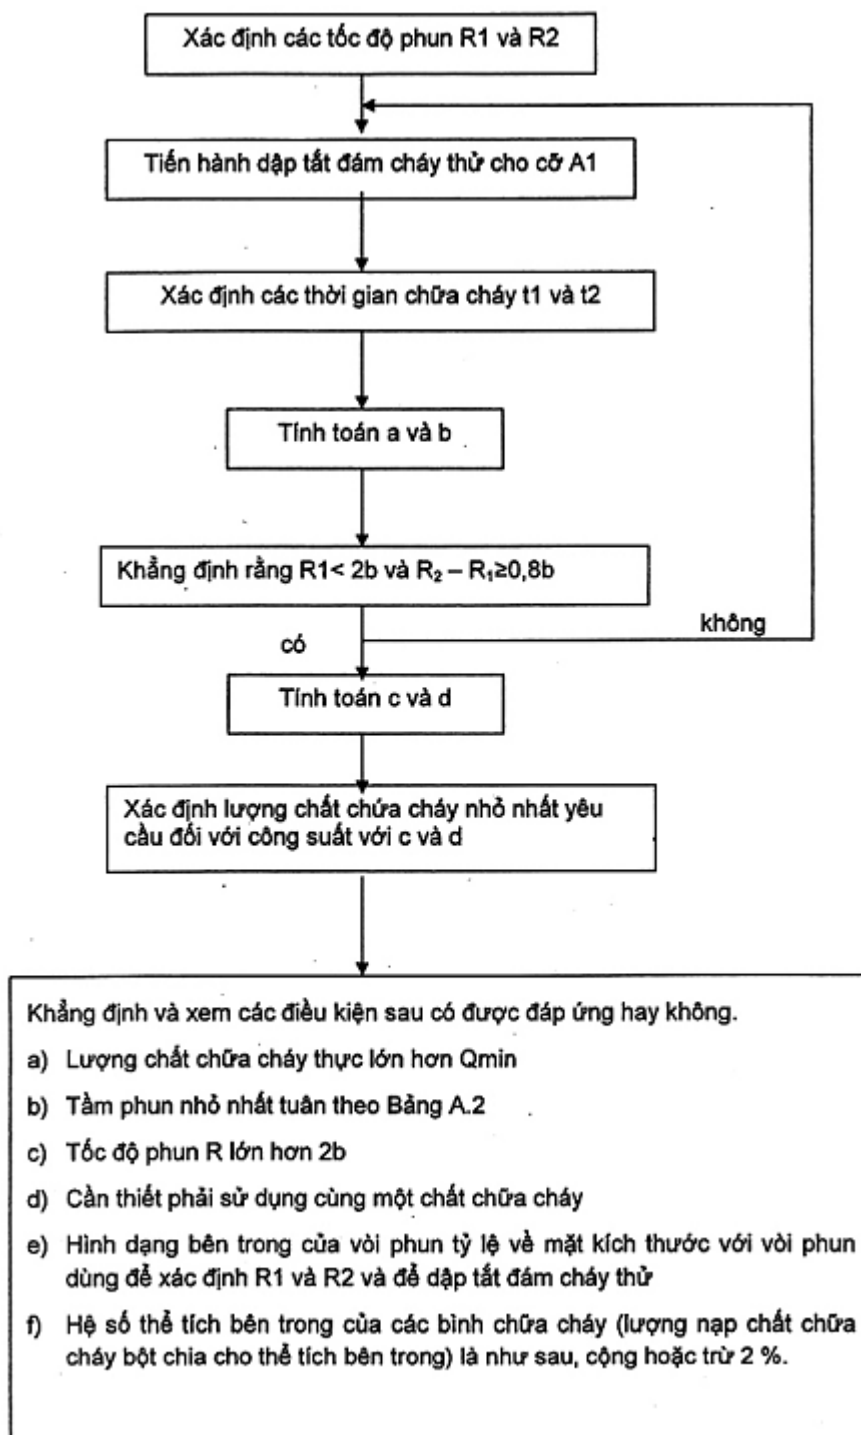 Xác định các tốc độ phun R1 và R2
Tiến hành dập tắt đám cháy thử cho cỡ A1
Xác định các thời gian chữa cháy t1 và t2
Tính toán a và b
Khẳng định rằng R1< 2b và R₂ – R₁≥0,8b
không
có
Tính toán c và d
Xác định lượng chất chứa cháy nhỏ nhất yêu
cầu đối với công suất với c và d
Khẳng định và xem các điều kiện sau có được đáp ứng hay không.
a) Lượng chất chữa cháy thực lớn hơn Qmin
b) Tầm phun nhỏ nhất tuân theo Bảng A.2
c) Tốc độ phun R lớn hơn 2b
d) Cần thiết phải sử dụng cùng một chất chữa cháy
e) Hình dạng bên trong của vòi phun tỷ lệ về mặt kích thước với vòi phun
dùng để xác định R1 và R2 và để dập tắt đám cháy thử
f) Hệ số thể tích bên trong của các bình chữa cháy (lượng nạp chất chữa
cháy bột chia cho thể tích bên trong) là như sau, cộng hoặc trừ 2 %.